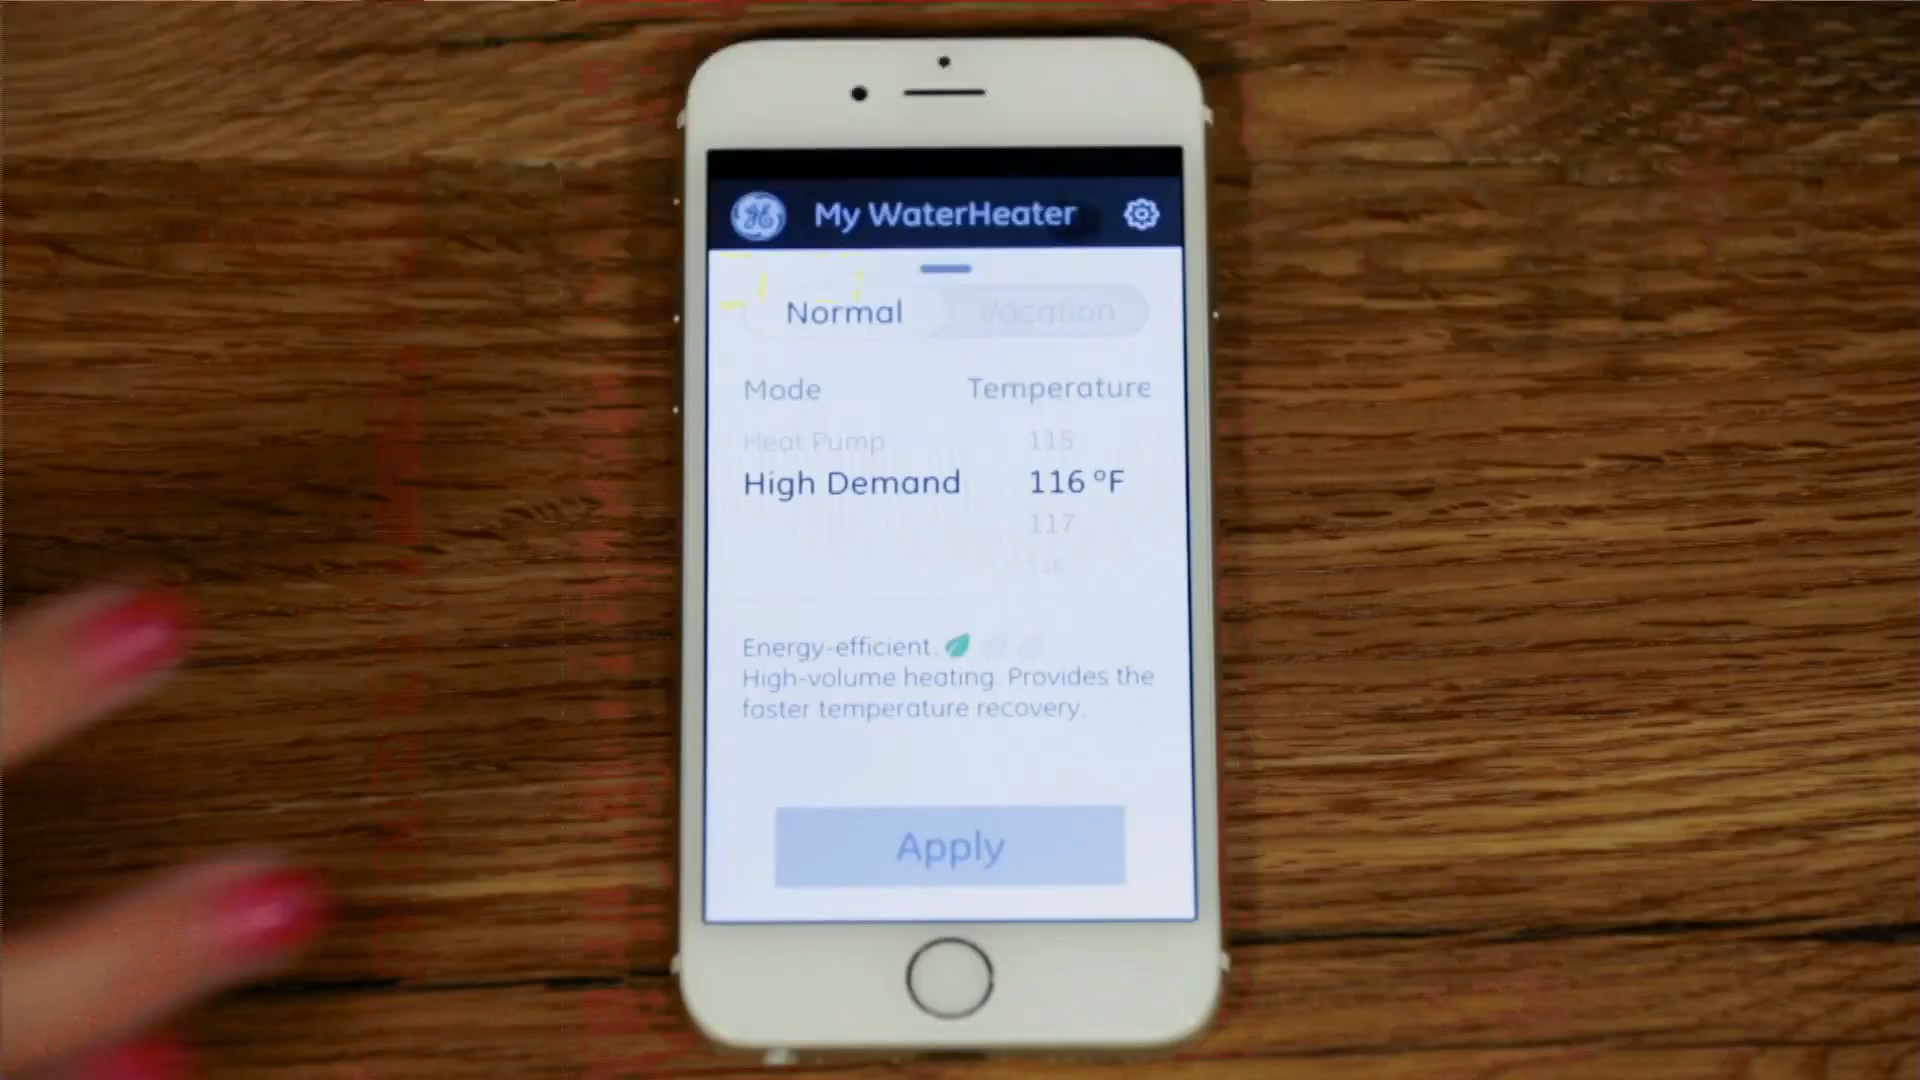 My WaterHeater
Normal Vacation
Mode Temperature
Heat Pump 115
High Demand 116 °F
117
118
Energy-efficient.
High-volume heating. Provides the
faster temperature recovery.
Apply